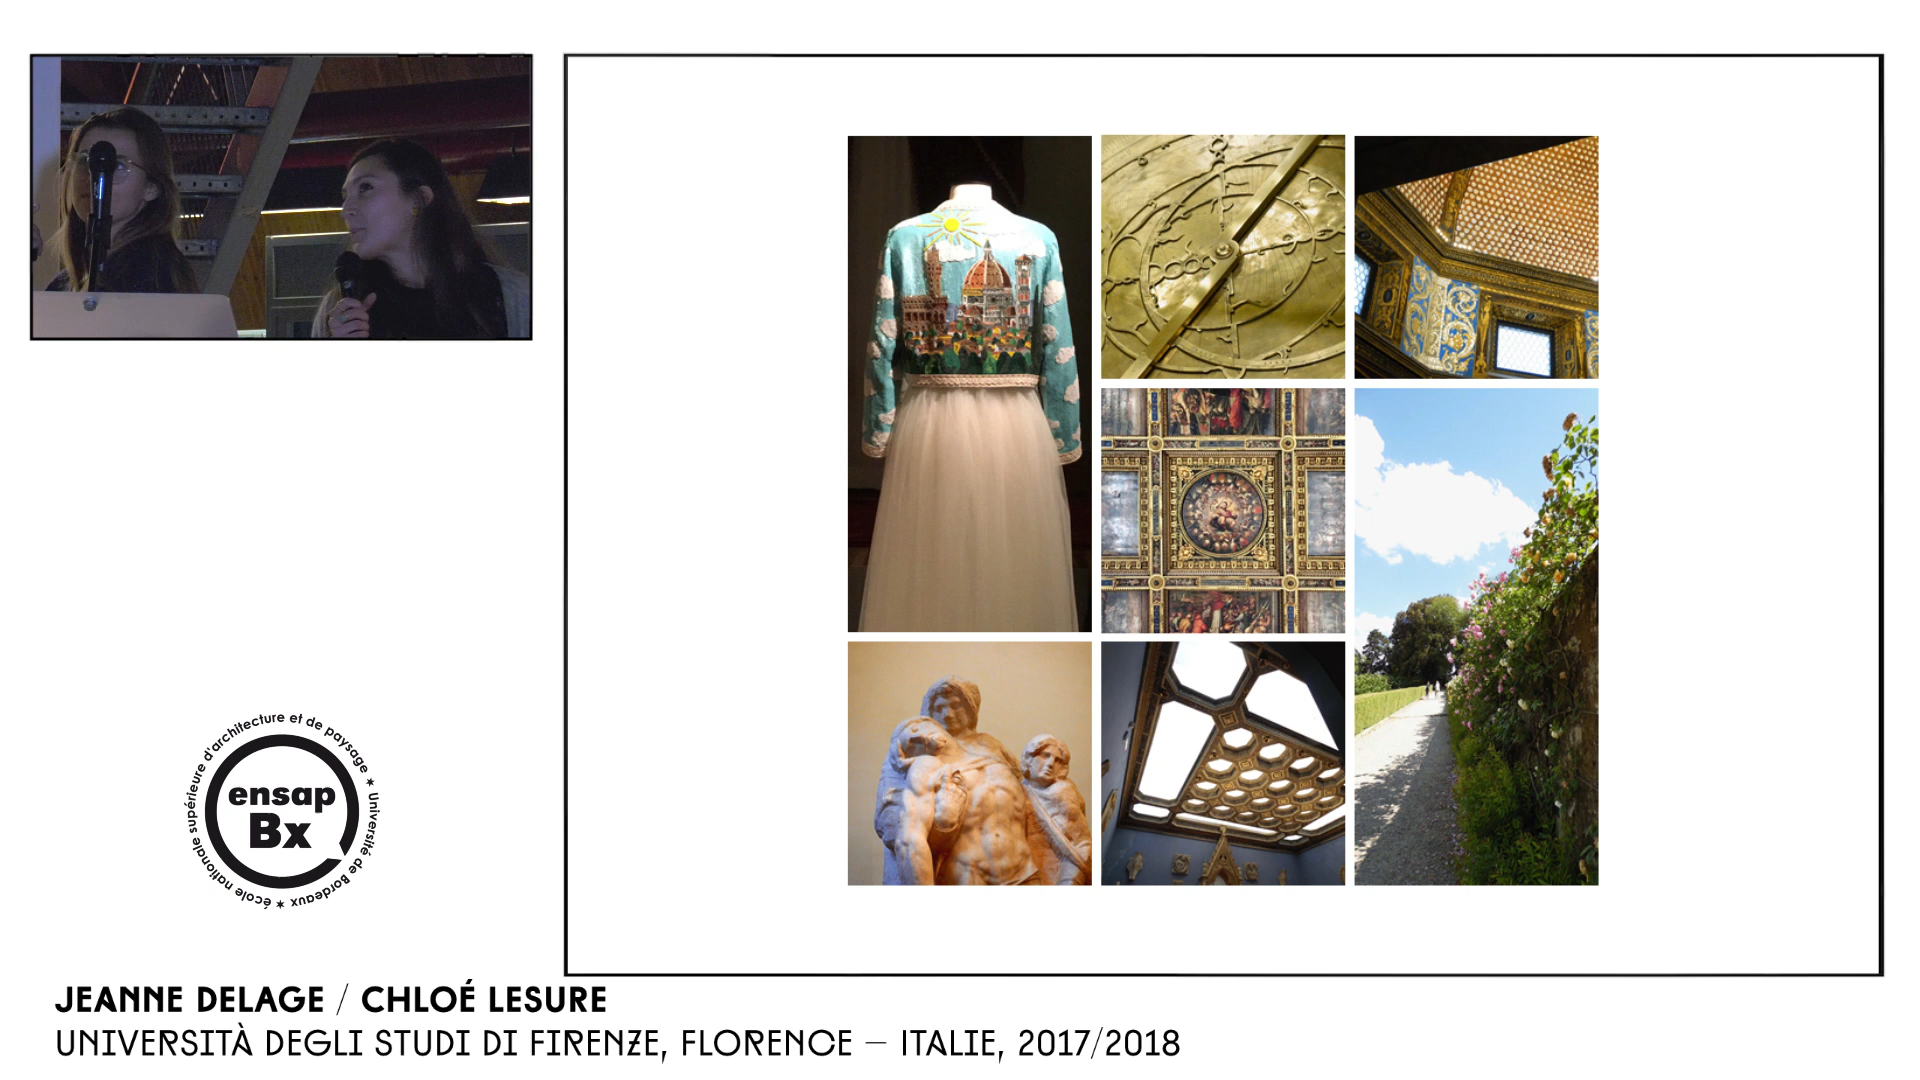 école nationale supérieure d'architecture et de paysage ✶ Université de Bordeaux ✶
ensap
Bx
JEANNE DELAGE / CHLOÉ LESURE
UNIVERSITÀ DEGLI STUDI DI FIRENZE, FLORENCE — ITALIE, 2017/2018